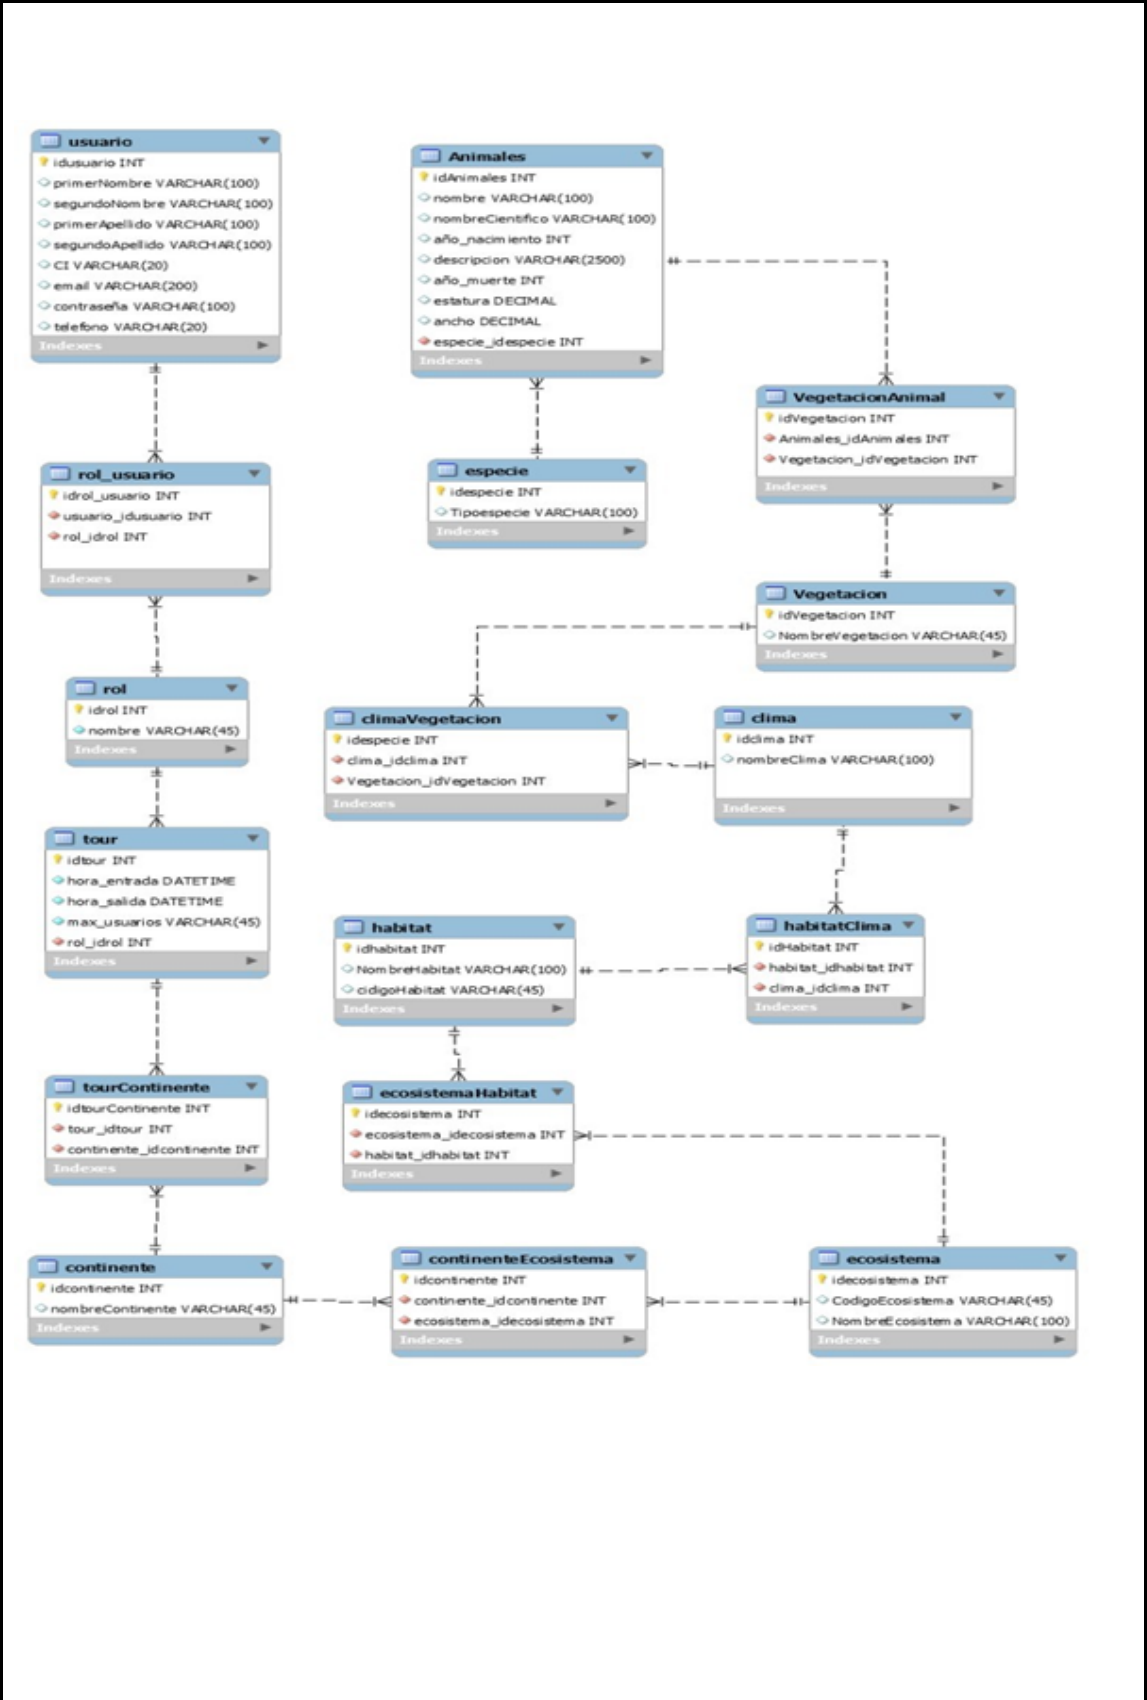 usuario
idusuario INT
primerNombre VARCHAR(100)
segundoNombre VARCHAR(100)
primerApellido VARCHAR(100)
segundoApellido VARCHAR(100)
CI VARCHAR(20)
email VARCHAR(200)
contraseña VARCHAR(100)
telefono VARCHAR(20)
Indexes
Animales
idAnimales INT
nombre VARCHAR(100)
nombreCientifico VARCHAR(100)
año_nacimiento INT
descripcion VARCHAR(2500)
año_muerte INT
estatura DECIMAL
ancho DECIMAL
especie_idespecie INT
Indexes
VegetacionAnimal
idVegetacion INT
Animales_idAnimales INT
Vegetacion_idVegetacion INT
Indexes
rol_usuario
idrol_usuario INT
usuario_idusuario INT
rol_idrol INT
Indexes
especie
idespecie INT
Tipoespecie VARCHAR(100)
Indexes
Vegetacion
idVegetacion INT
NombreVegetacion VARCHAR(45)
Indexes
rol
idrol INT
nombre VARCHAR(45)
Indexes
climaVegetacion
idespecie INT
clima_idclima INT
Vegetacion_idVegetacion INT
Indexes
clima
idclima INT
nombreClima VARCHAR(100)
Indexes
tour
idtour INT
hora_entrada DATETIME
hora_salida DATETIME
max_usuarios VARCHAR(45)
rol_idrol INT
Indexes
habitat
idhabitat INT
NombreHabitat VARCHAR(100)
cidigoHabitat VARCHAR(45)
Indexes
habitatClima
idHabitat INT
habitat_idhabitat INT
clima_idclima INT
Indexes
tourContinente
idtourContinente INT
tour_idtour INT
continente_idcontinente INT
Indexes
ecosistemaHabitat
idecosistema INT
ecosistema_idecosistema INT
habitat_idhabitat INT
Indexes
continente
idcontinente INT
nombreContinente VARCHAR(45)
Indexes
continenteEcosistema
idcontinente INT
continente_idcontinente INT
ecosistema_idecosistema INT
Indexes
ecosistema
idecosistema INT
CodigoEcosistema VARCHAR(45)
NombreEcosistema VARCHAR(100)
Indexes